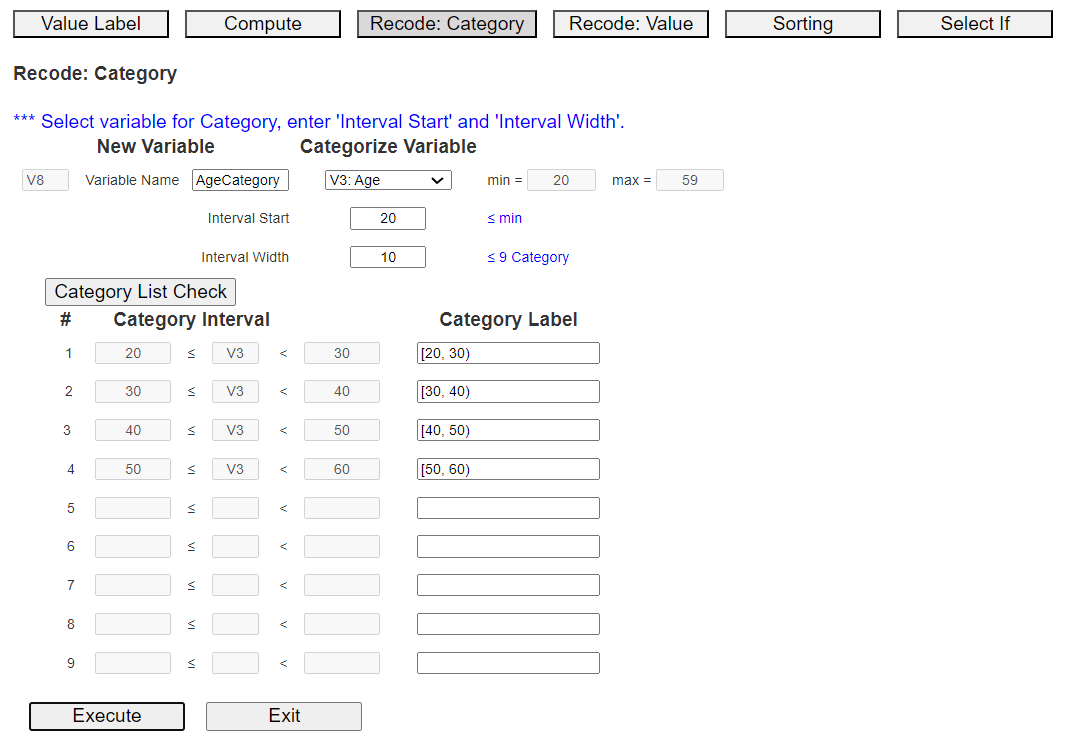 Value Label Compute Recode: Category Recode: Value Sorting Select If
Recode: Category
*** Select variable for Category, enter 'Interval Start' and 'Interval Width'.
New Variable Categorize Variable
V8 Variable Name AgeCategory V3: Age min = 20 max = 59
Interval Start 20 ≤ min
Interval Width 10 ≤ 9 Category
Category List Check
# Category Interval Category Label
1 20 ≤ V3 < 30 [20, 30)
2 30 ≤ V3 < 40 [30, 40)
3 40 ≤ V3 < 50 [40, 50)
4 50 ≤ V3 < 60 [50, 60)
5 ≤ <
6 ≤ <
7 ≤ <
8 ≤ <
9 ≤ <
Execute Exit